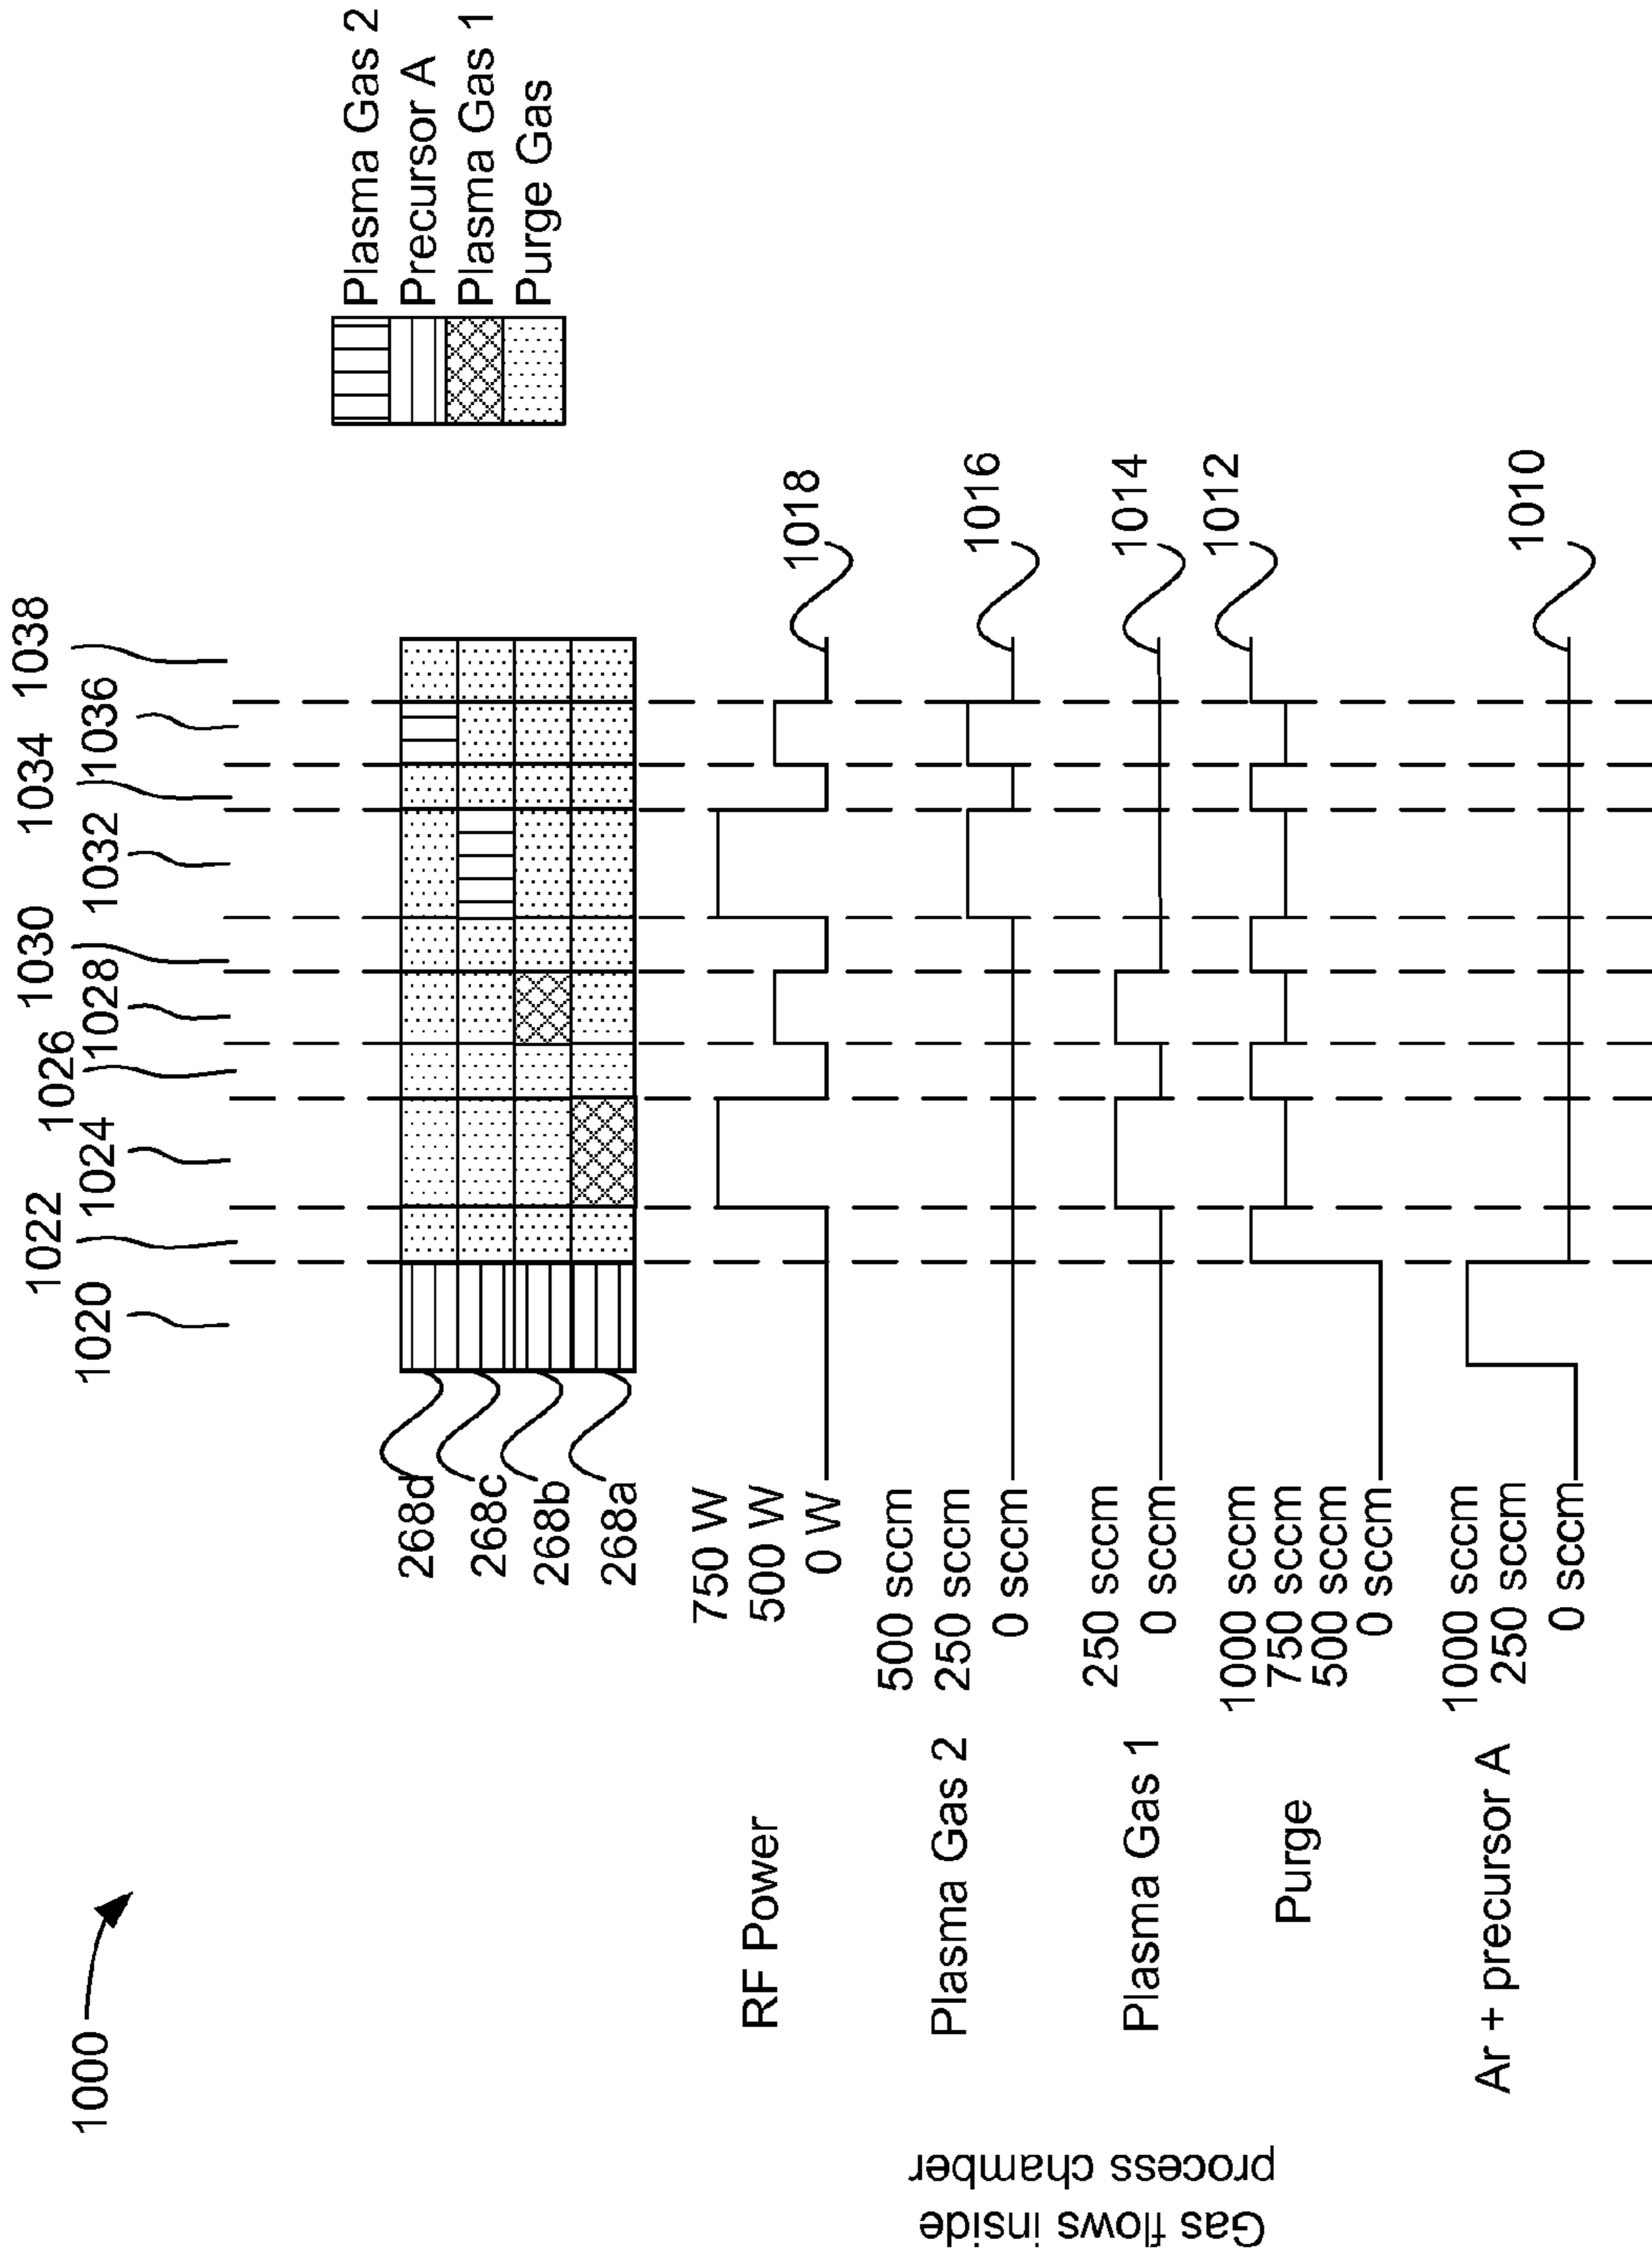 1000
1020
1022
1024
1026
1028
1030
1032
1034
1036
1038
Plasma Gas 2
Precursor A
Plasma Gas 1
Purge Gas
268d
268c
268b
268a
RF Power
750 W
500 W
0 W
1018
Plasma Gas 2
500 sccm
250 sccm
0 sccm
1016
Plasma Gas 1
250 sccm
0 sccm
1014
Purge
1000 sccm
750 sccm
500 sccm
0 sccm
1012
Ar + precursor A
1000 sccm
250 sccm
0 sccm
1010
Gas flows inside
process chamber